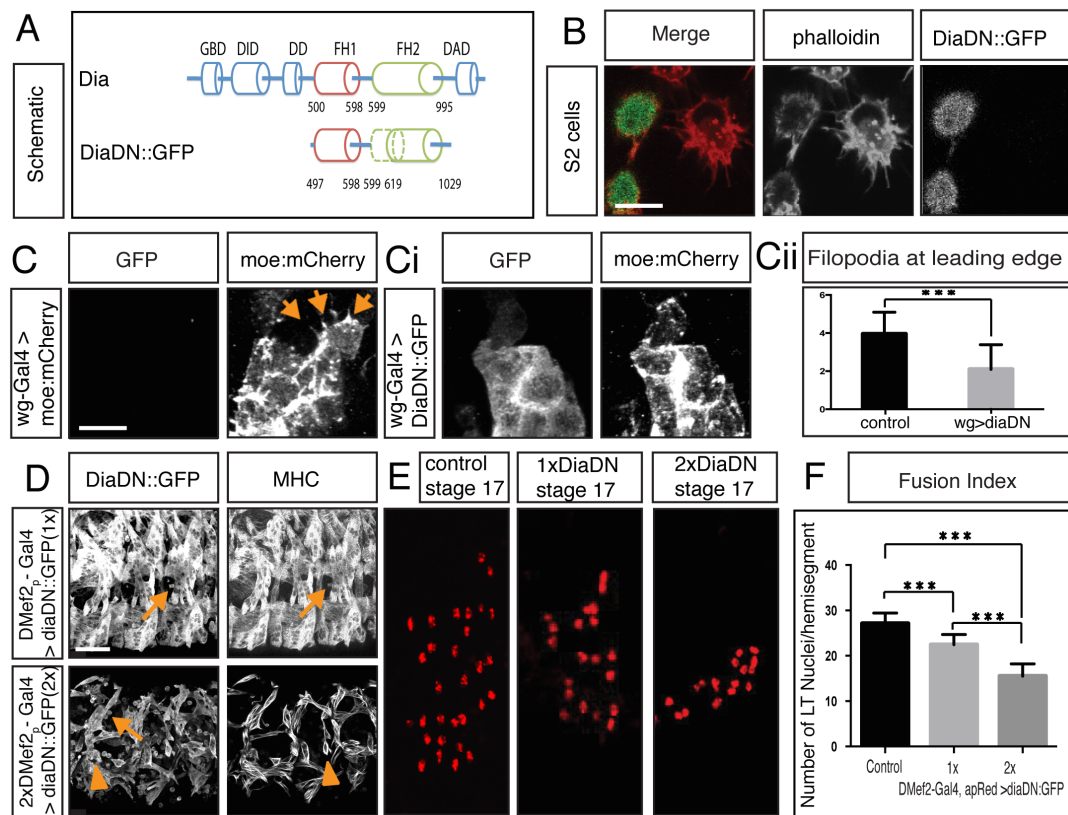 A
Schematic
GBD DID DD FH1 FH2 DAD
Dia
500 598 599 995
DiaDN::GFP
497 598 599 619 1029
B
Merge
phalloidin
DiaDN::GFP
S2 cells
C
GFP
moe:mCherry
wg-Gal4 >
moe:mCherry
Ci
GFP
moe:mCherry
wg-Gal4 >
DiaDN::GFP
Cii
Filopodia at leading edge
***
6
4
2
0
control
wg>diaDN
D
DiaDN::GFP
MHC
DMef2p- Gal4
> diaDN::GFP(1x)
2xDMef2p- Gal4
> diaDN::GFP(2x)
E
control
stage 17
1xDiaDN
stage 17
2xDiaDN
stage 17
F
Fusion Index
Number of LT Nuclei/hemisegment
***
***
***
40
30
20
10
0
Control
1x
2x
DMef2-Gal4, apRed >diaDN:GFP